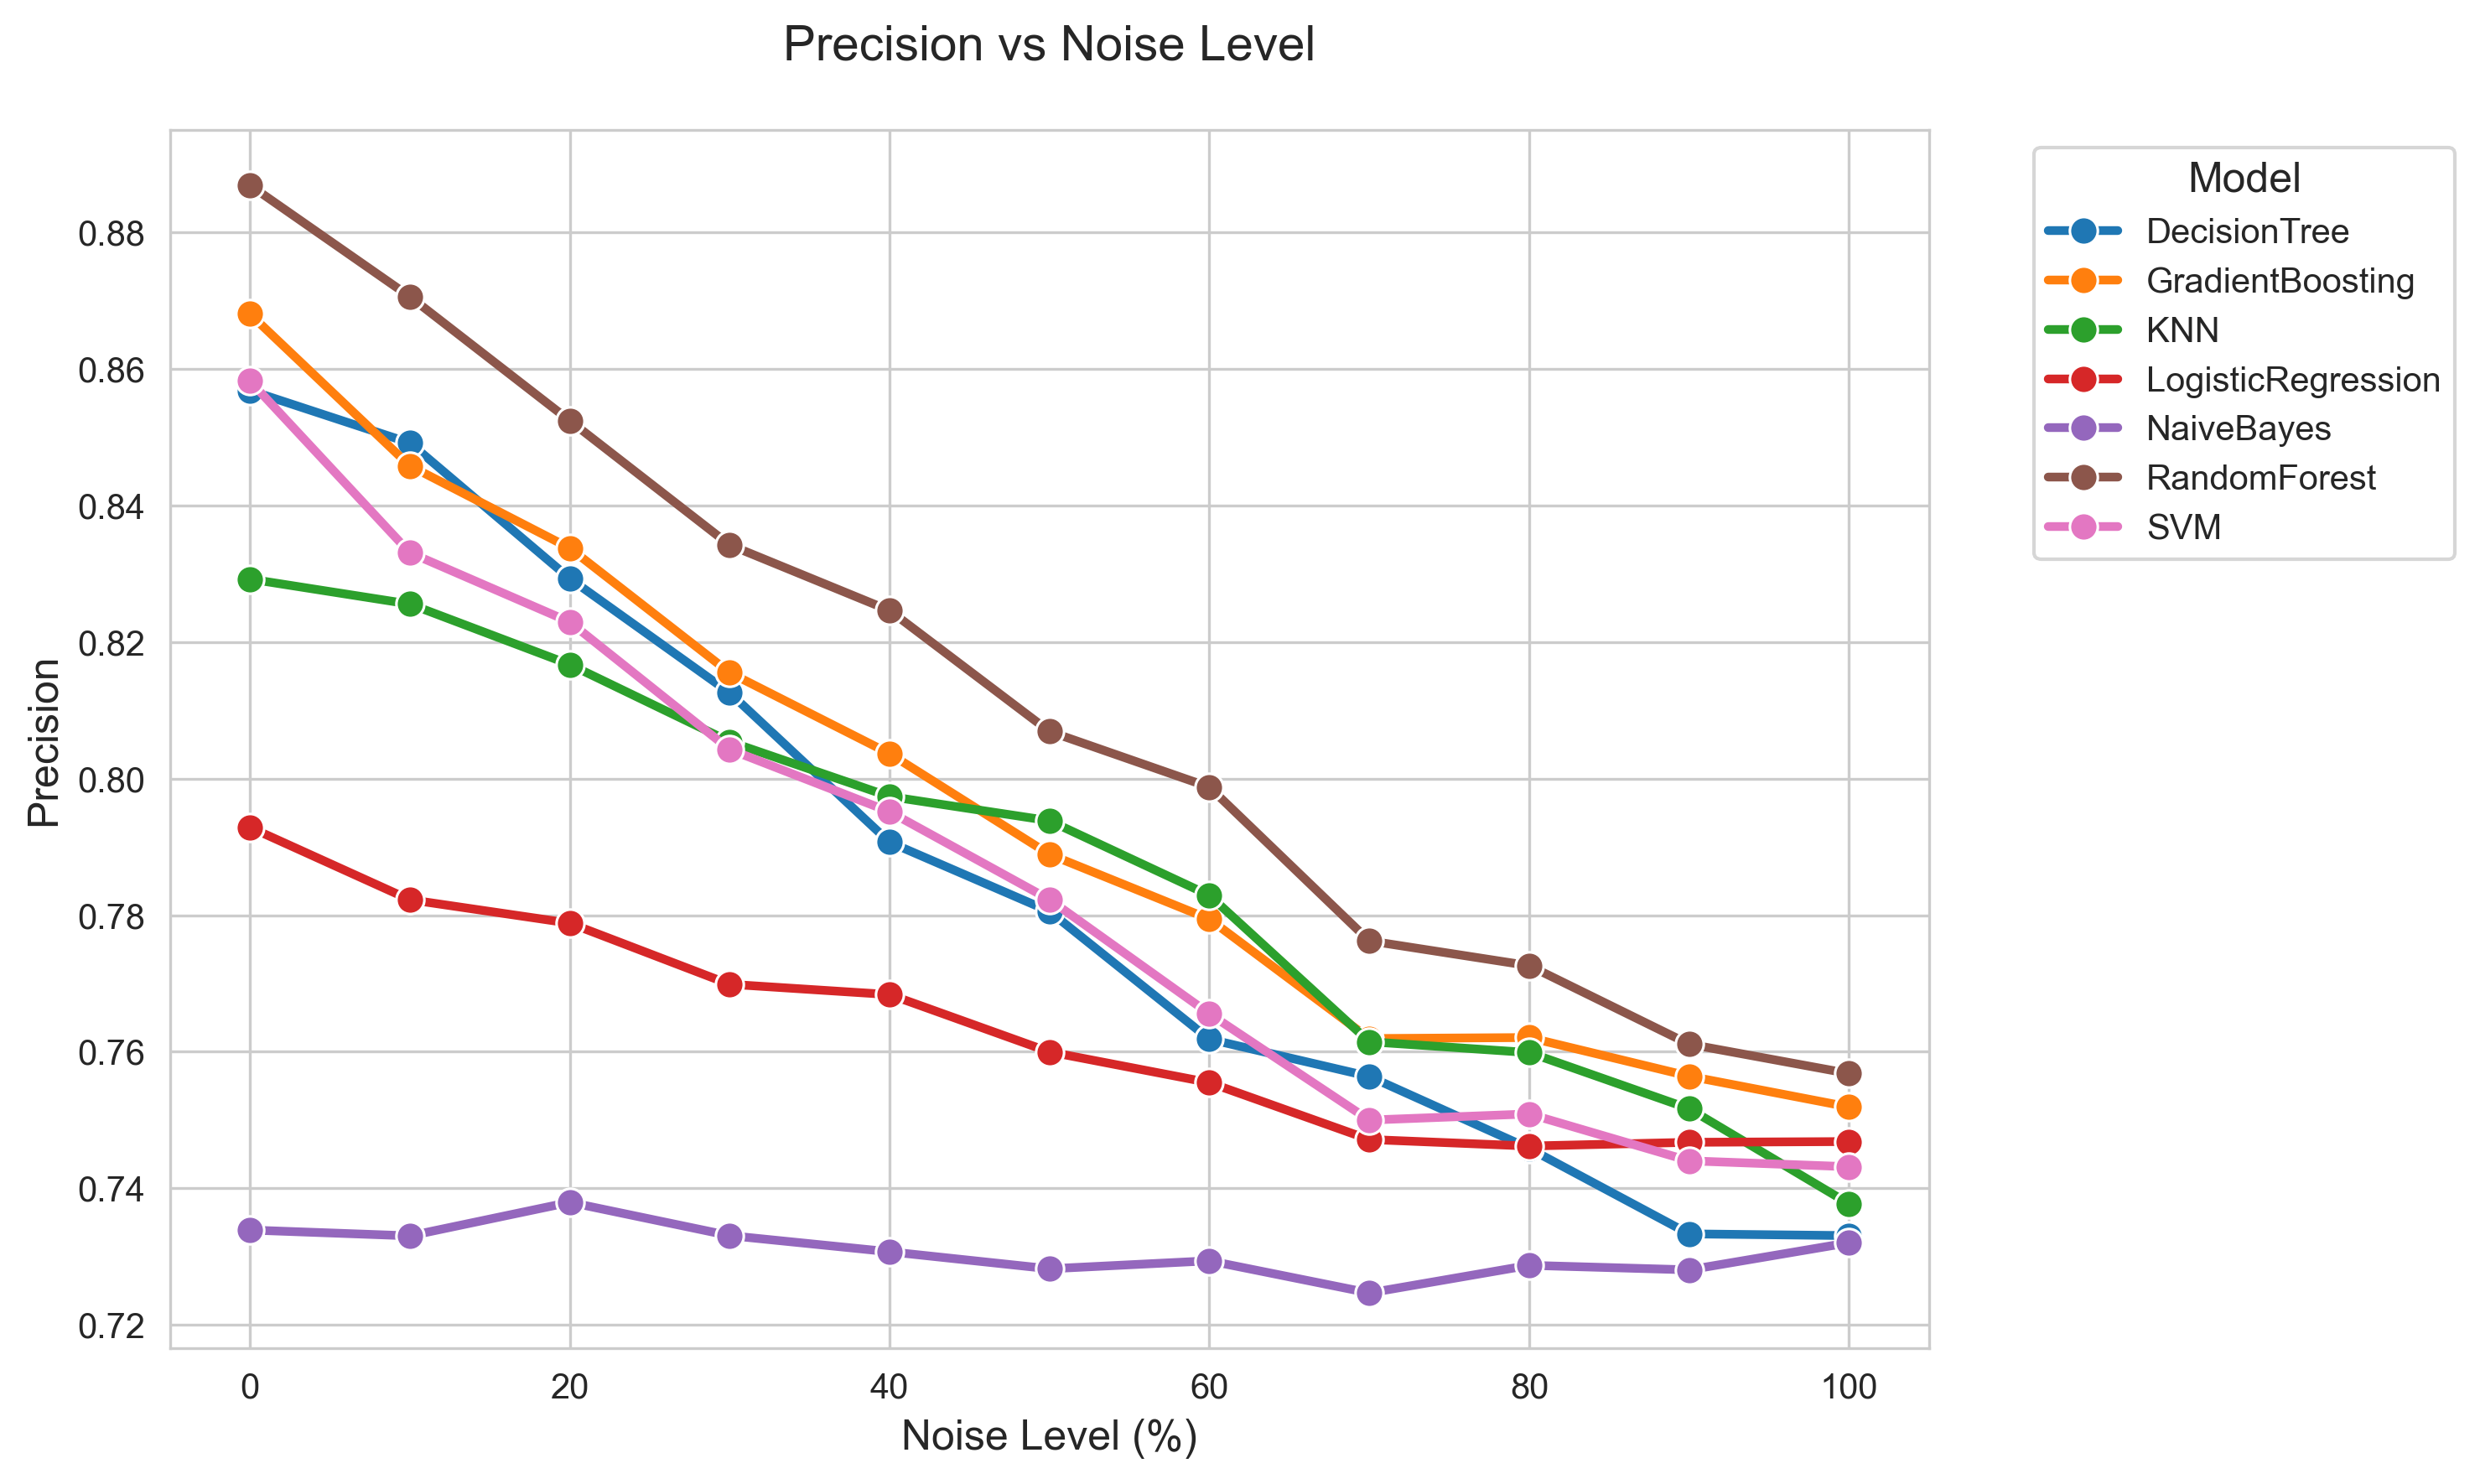 Precision vs Noise Level
Model
DecisionTree
GradientBoosting
KNN
LogisticRegression
NaiveBayes
RandomForest
SVM
Precision
0.88
0.86
0.84
0.82
0.80
0.78
0.76
0.74
0.72
0 20 40 60 80 100
Noise Level (%)